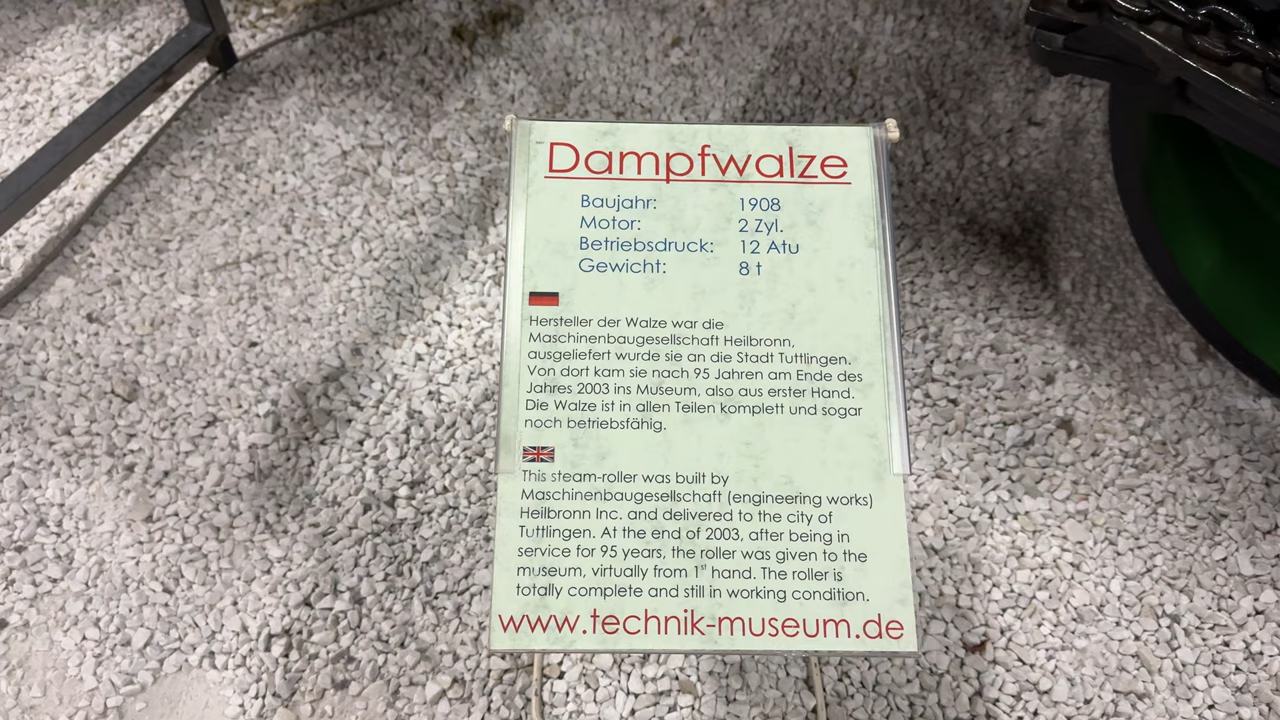 Dampfwalze
Baujahr: 1908
Motor: 2 Zyl.
Betriebsdruck: 12 Atu
Gewicht: 8 t
Hersteller der Walze war die
Maschinenbaugesellschaft Heilbronn,
ausgeliefert wurde sie an die Stadt Tuttlingen.
Von dort kam sie nach 95 Jahren am Ende des
Jahres 2003 ins Museum, also aus erster Hand.
Die Walze ist in allen Teilen komplett und sogar
noch betriebsfähig.
This steam-roller was built by
Maschinenbaugesellschaft (engineering works)
Heilbronn Inc. and delivered to the city of
Tuttlingen. At the end of 2003, after being in
service for 95 years, the roller was given to the
museum, virtually from 1st hand. The roller is
totally complete and still in working condition.
www.technik-museum.de